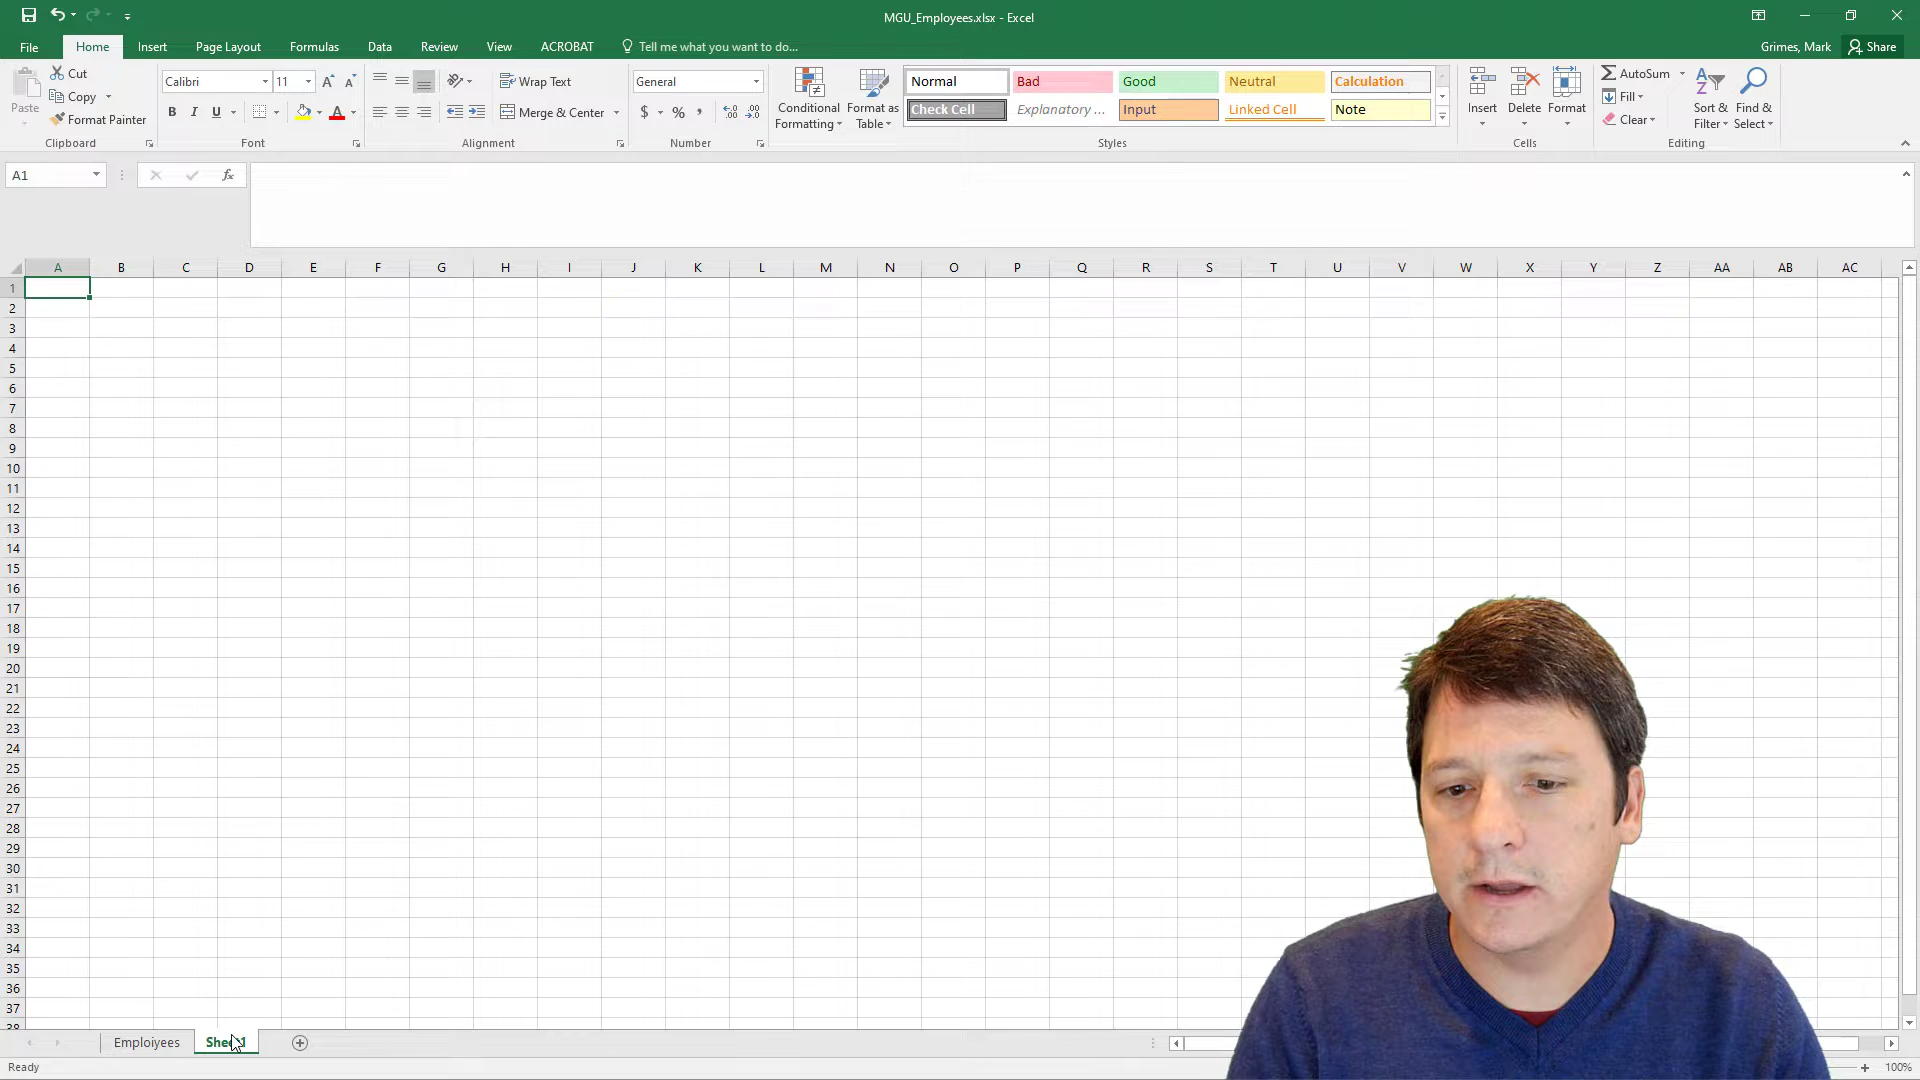 MGU_Employees.xlsx - Excel
File Home Insert Page Layout Formulas Data Review View ACROBAT Tell me what you want to do... Grimes, Mark Share
Paste
Cut
Copy
Format Painter
Clipboard
Calibri 11
B I U
Font
Wrap Text
Merge & Center
Alignment
General
$ % ,
Number
Conditional Formatting
Format as Table
Normal Bad Good Neutral Calculation
Check Cell Explanatory ... Input Linked Cell Note
Styles
Insert Delete Format
Cells
AutoSum
Fill
Clear
Sort & Filter
Find & Select
Editing
A1 fx
A B C D E F G H I J K L M N O P Q R S T U V W X Y Z AA AB AC
1
2
3
4
5
6
7
8
9
10
11
12
13
14
15
16
17
18
19
20
21
22
23
24
25
26
27
28
29
30
31
32
33
34
35
36
37
38
Emploiyees Sheet1
Ready 100%